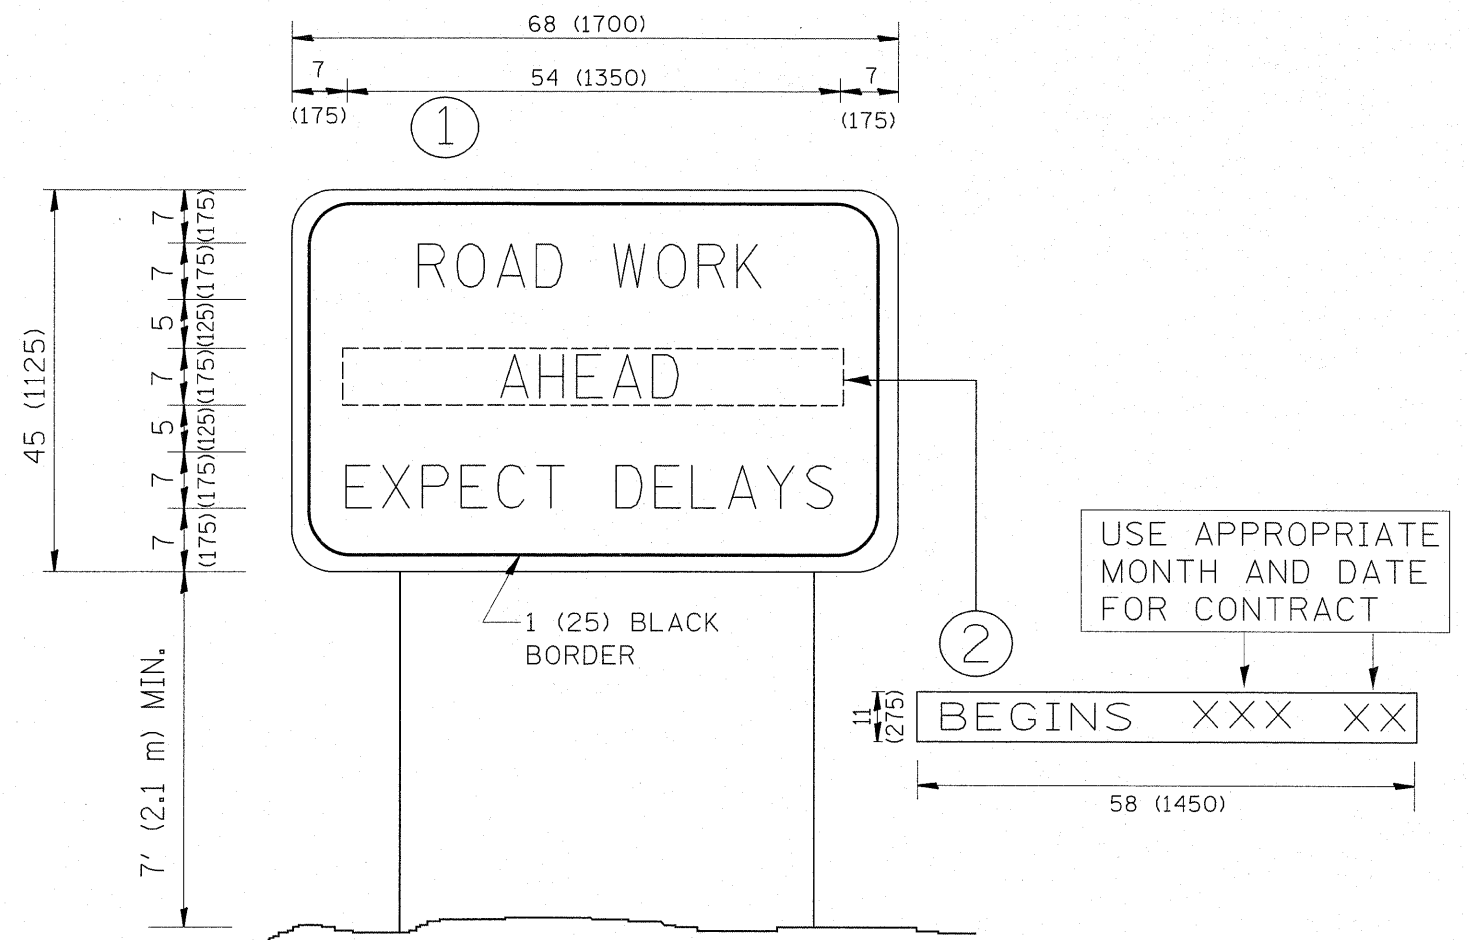 68 (1700)
7
54 (1350)
7
(175)
(175)
1
45 (1125)
7
(175)
7
(175)
5
(125)
7
(175)
5
(125)
7
(175)
7
(175)
ROAD WORK
AHEAD
EXPECT DELAYS
1 (25) BLACK
BORDER
7' (2.1 m) MIN.
2
USE APPROPRIATE
MONTH AND DATE
FOR CONTRACT
11
(275)
BEGINS XXX XX
58 (1450)